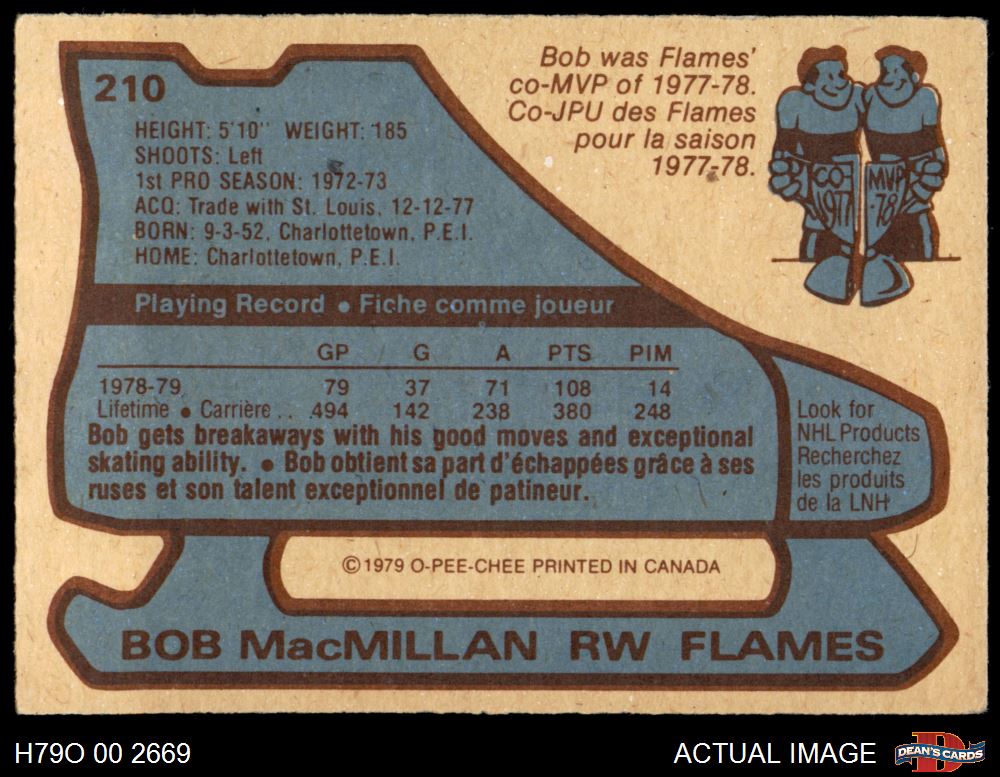 210
HEIGHT: 5'10" WEIGHT: 185
SHOOTS: Left
1st PRO SEASON: 1972-73
ACQ: Trade with St. Louis, 12-12-77
BORN: 9-3-52, Charlottetown, P.E.I.
HOME: Charlottetown, P.E.I.
Bob was Flames'
co-MVP of 1977-78.
Co-JPU des Flames
pour la saison
1977-78.
CO- MVP
1977 -78
Playing Record ● Fiche comme joueur
GP G A PTS PIM
1978-79 79 37 71 108 14
Lifetime ● Carrière . . 494 142 238 380 248
Bob gets breakaways with his good moves and exceptional
skating ability. ● Bob obtient sa part d'échappées grâce à ses
ruses et son talent exceptionnel de patineur.
Look for
NHL Products
Recherchez
les produits
de la LNH
©1979 O-PEE-CHEE PRINTED IN CANADA
BOB MacMILLAN RW FLAMES
H79O 00 2669
ACTUAL IMAGE
D
DEAN'S CARDS